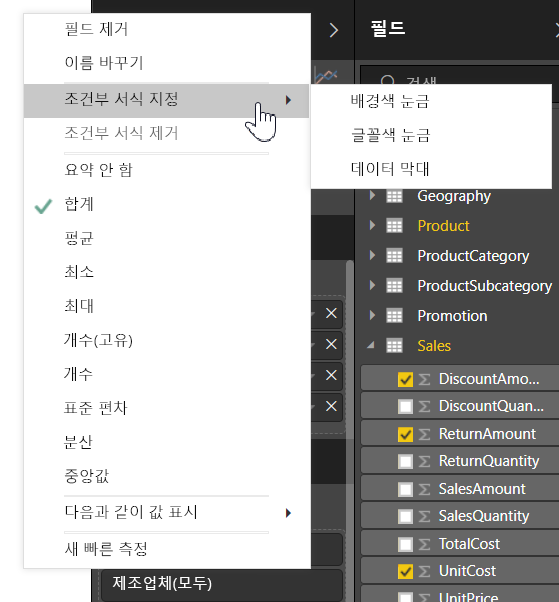 필드 제거
이름 바꾸기
조건부 서식 지정
조건부 서식 제거
요약 안 함
합계
평균
최소
최대
개수(고유)
개수
표준 편차
분산
중앙값
다음과 같이 값 표시
새 빠른 측정
배경색 눈금
글꼴색 눈금
데이터 막대
제조업체(모두)
필드
검색
Geography
Product
ProductCategory
ProductSubcategory
Promotion
Sales
DiscountAmo...
DiscountQuan...
ReturnAmount
ReturnQuantity
SalesAmount
SalesQuantity
TotalCost
UnitCost
UnitPrice